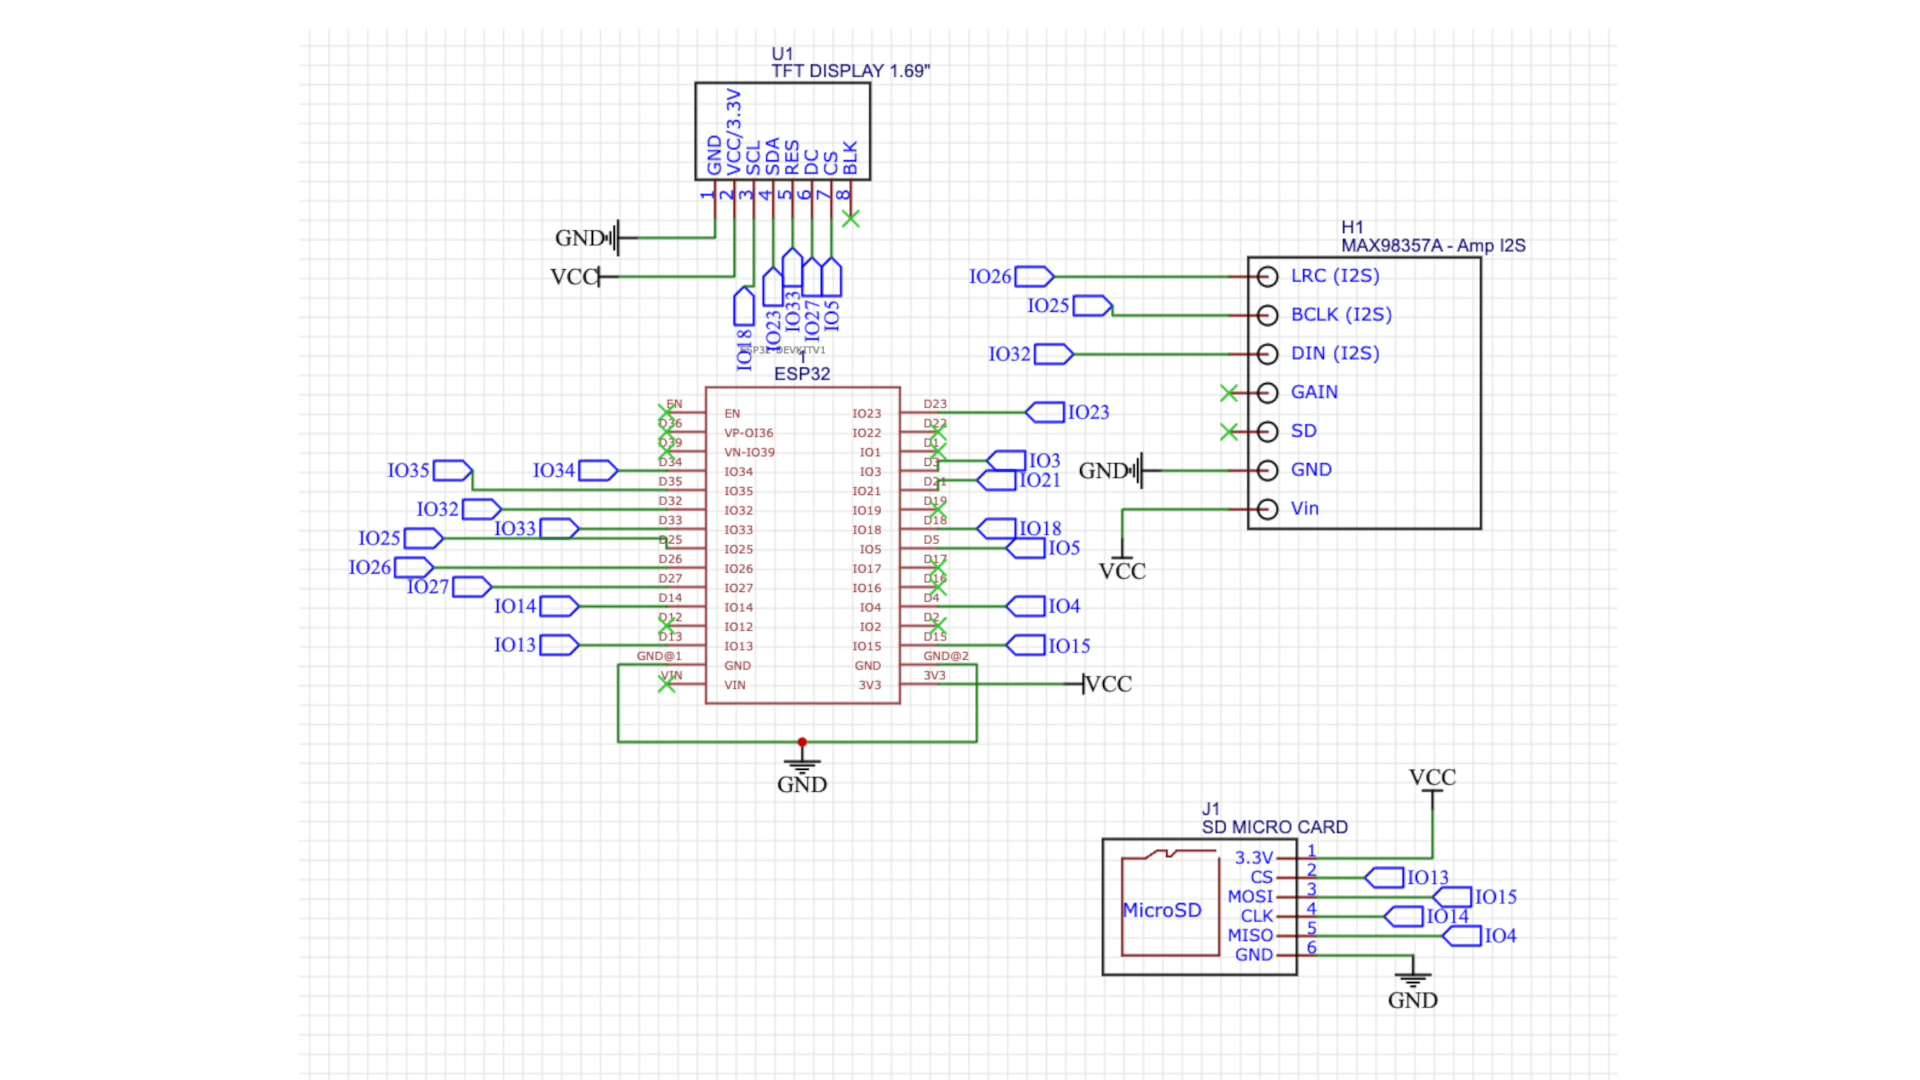 U1
TFT DISPLAY 1.69"
GND
VCC/3.3V
SCL
SDA
RES
DC
CS
BLK
1
2
3
4
5
6
7
8
GND
VCC
IO18
IO23
IO33
IO27
IO5
ESP32-DEVKITV1
1
ESP32
EN
D36
D39
D34
D35
D32
D33
D25
D26
D27
D14
D12
D13
GND@1
VIN
EN
VP-OI36
VN-IO39
IO34
IO35
IO32
IO33
IO25
IO26
IO27
IO14
IO12
IO13
GND
VIN
IO23
IO22
IO1
IO3
IO21
IO19
IO18
IO5
IO17
IO16
IO4
IO2
IO15
GND
3V3
D23
D22
D1
D3
D21
D19
D18
D5
D17
D16
D4
D2
D15
GND@2
3V3
IO35
IO34
IO32
IO33
IO25
IO26
IO27
IO14
IO13
IO23
IO3
IO21
IO18
IO5
IO4
IO15
VCC
GND
H1
MAX98357A - Amp I2S
IO26
LRC (I2S)
IO25
BCLK (I2S)
IO32
DIN (I2S)
GAIN
SD
GND
GND
Vin
VCC
VCC
J1
SD MICRO CARD
MicroSD
3.3V 1
CS 2 IO13
MOSI 3 IO15
CLK 4 IO14
MISO 5 IO4
GND 6
GND